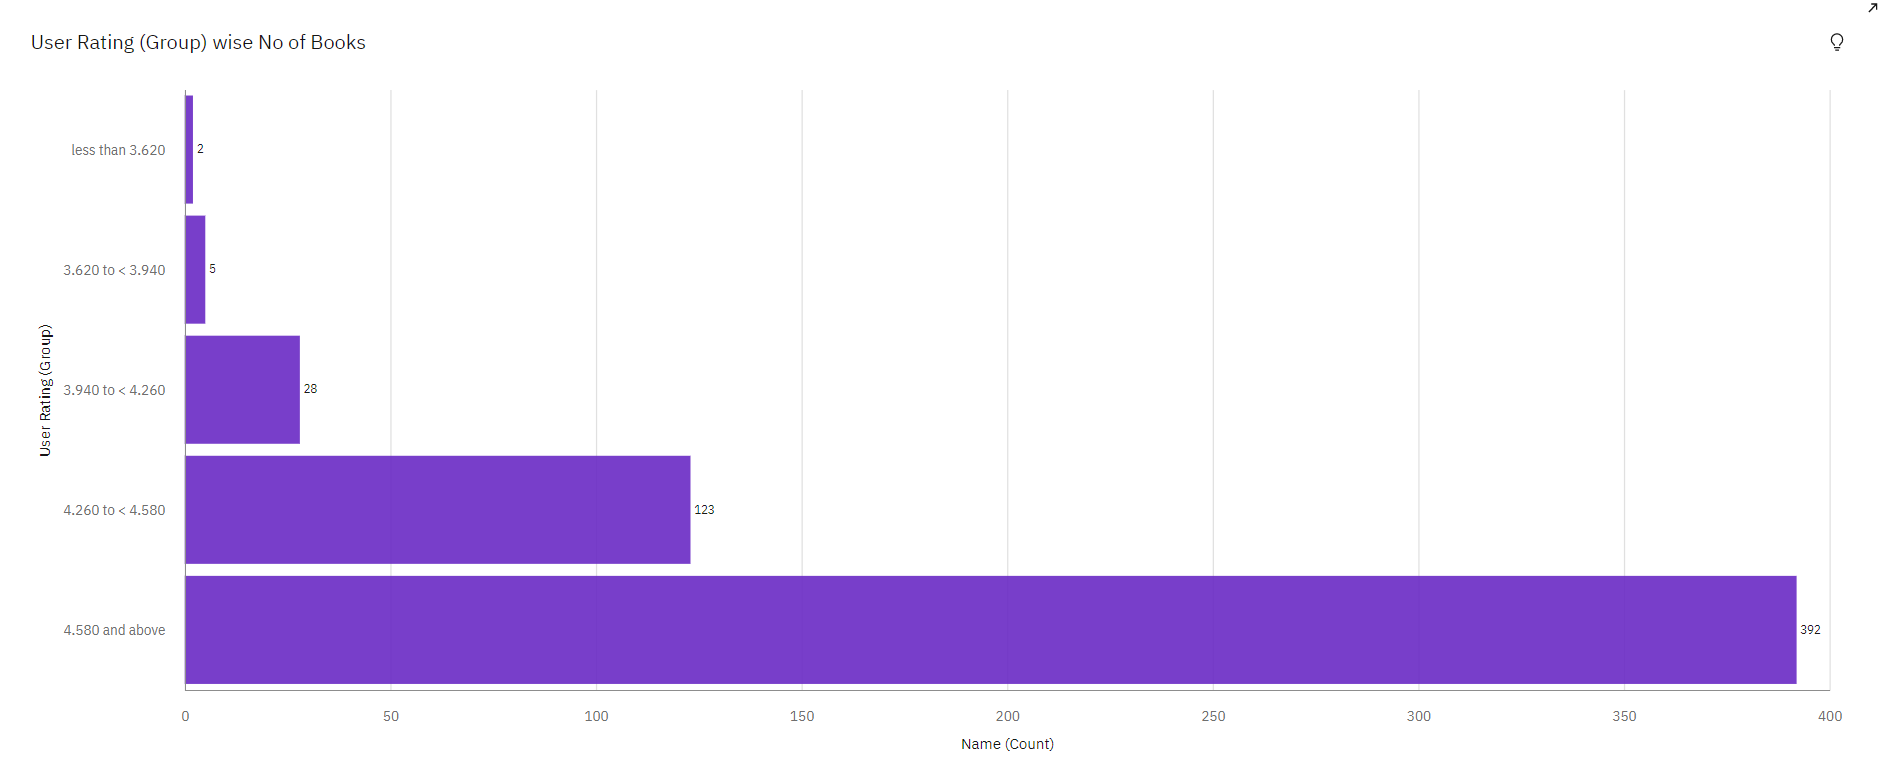 User Rating (Group) wise No of Books
User Rating (Group)
less than 3.620
2
3.620 to < 3.940
5
3.940 to < 4.260
28
4.260 to < 4.580
123
4.580 and above
392
0 50 100 150 200 250 300 350 400
Name (Count)